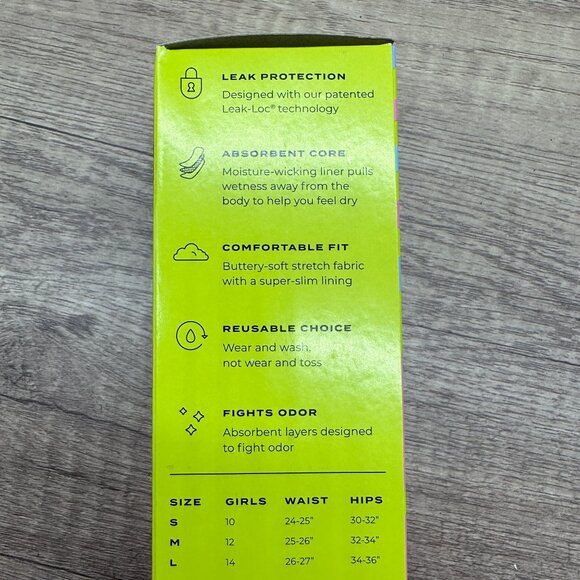 LEAK PROTECTION
Designed with our patented
Leak-Loc® technology
ABSORBENT CORE
Moisture-wicking liner pulls
wetness away from the
body to help you feel dry
COMFORTABLE FIT
Buttery-soft stretch fabric
with a super-slim lining
REUSABLE CHOICE
Wear and wash,
not wear and toss
FIGHTS ODOR
Absorbent layers designed
to fight odor
SIZE GIRLS WAIST HIPS
S 10 24-25" 30-32"
M 12 25-26" 32-34"
L 14 26-27" 34-36"